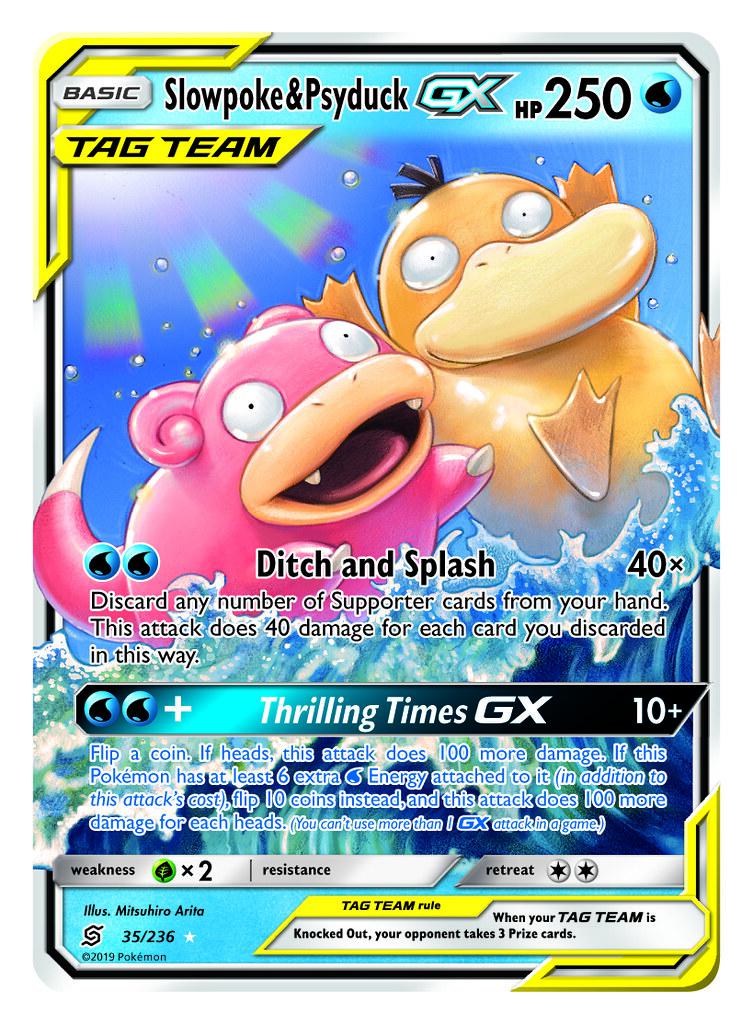 BASIC Slowpoke&Psyduck GX HP250
TAG TEAM
Ditch and Splash 40×
Discard any number of Supporter cards from your hand.
This attack does 40 damage for each card you discarded
in this way.
+ Thrilling Times GX 10+
Flip a coin. If heads, this attack does 100 more damage. If this
Pokémon has at least 6 extra Energy attached to it (in addition to
this attack's cost), flip 10 coins instead, and this attack does 100 more
damage for each heads. (You can't use more than 1 GX attack in a game.)
weakness ×2 resistance retreat
Illus. Mitsuhiro Arita
35/236
©2019 Pokémon
TAG TEAM rule
When your TAG TEAM is
Knocked Out, your opponent takes 3 Prize cards.